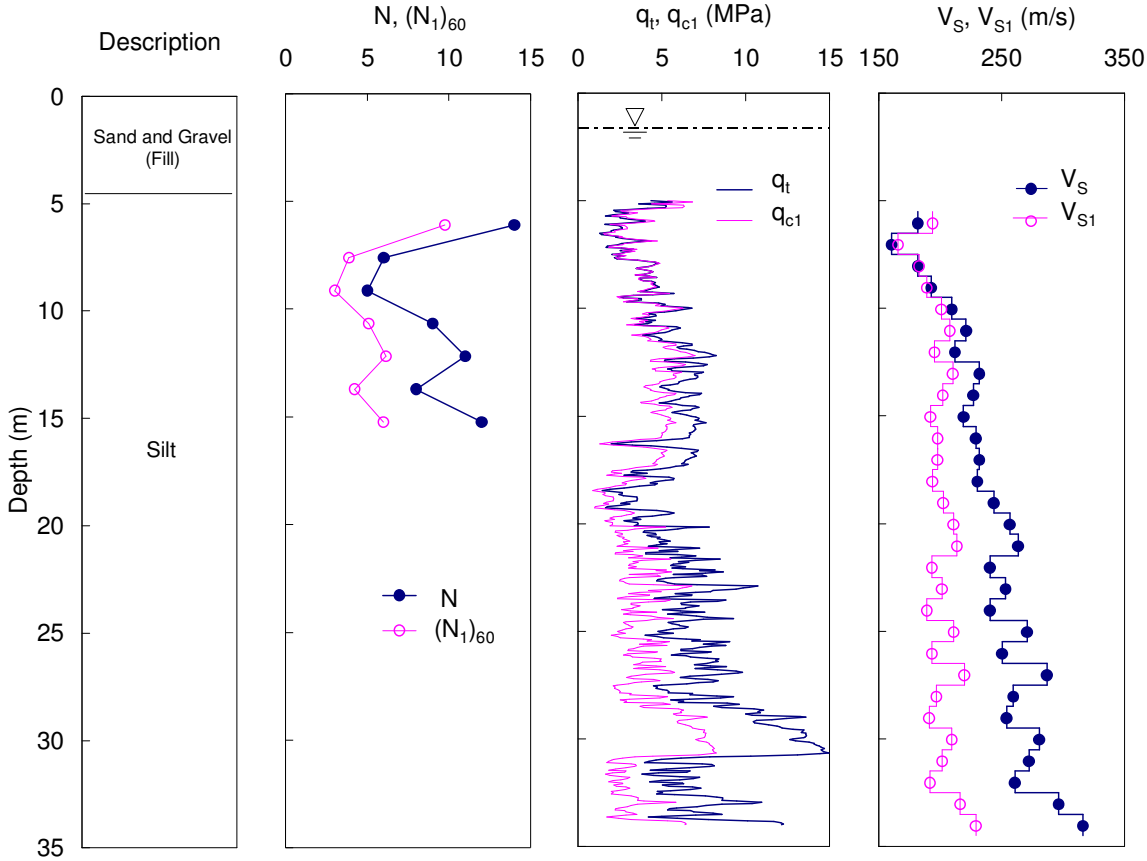 Description
N, (N1)60
qt, qc1 (MPa)
VS, VS1 (m/s)
0 5 10 15
0 5 10 15
150 250 350
0
5
10
15
20
25
30
35
Depth (m)
Sand and Gravel
(Fill)
Silt
N
(N1)60
qt
qc1
VS
VS1